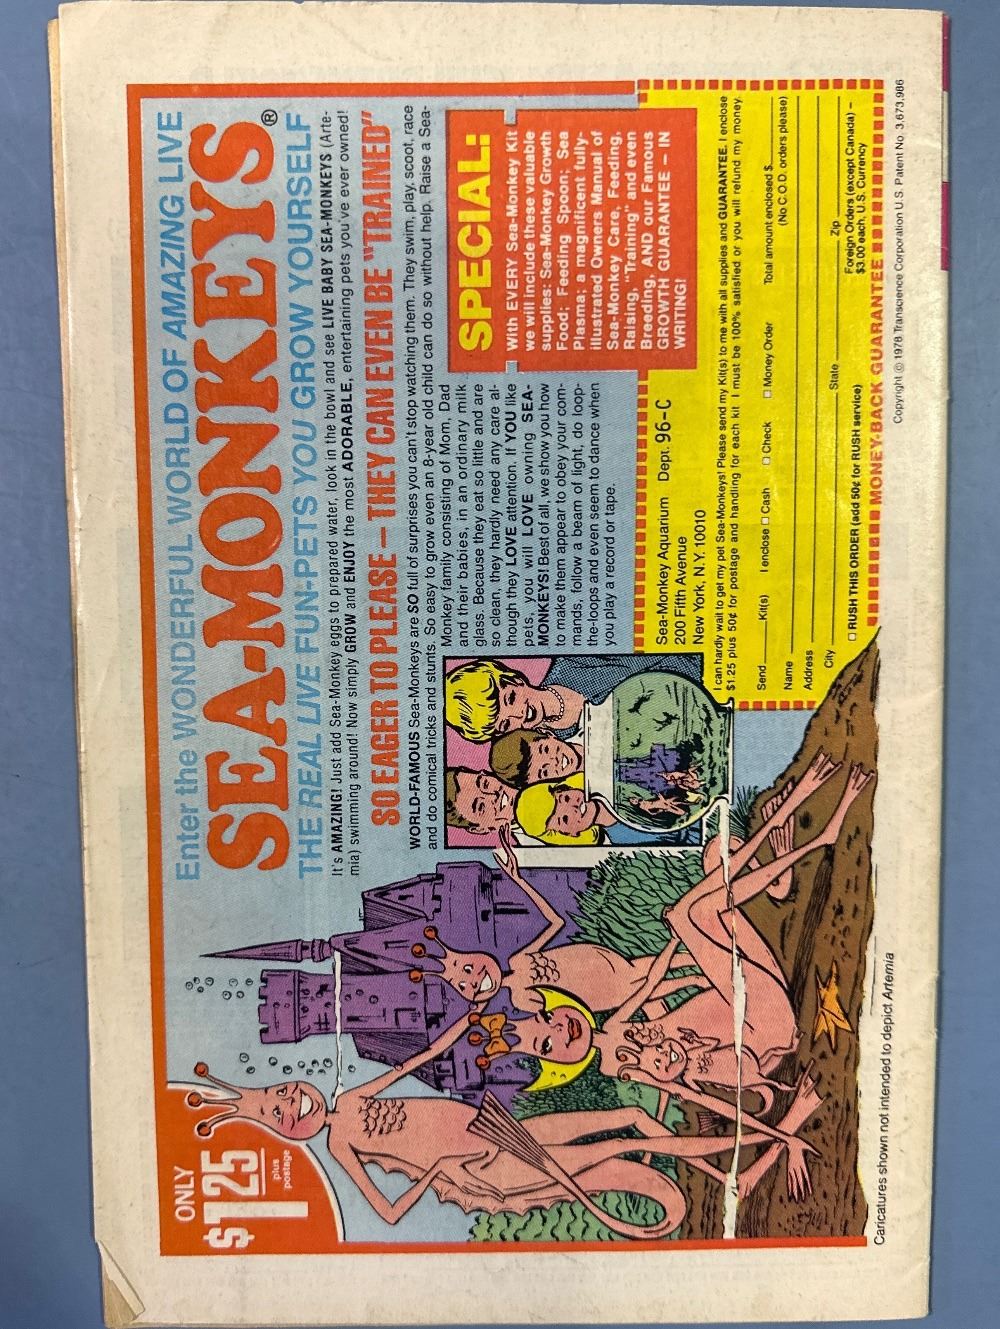 ONLY
$1.25
plus
postage
Enter the WONDERFUL WORLD OF AMAZING LIVE
SEA-MONKEYS®
THE REAL LIVE FUN-PETS YOU GROW YOURSELF
It's AMAZING! Just add Sea-Monkey eggs to prepared water, look in the bowl and see LIVE BABY SEA-MONKEYS (Arte-
mia) swimming around! Now simply GROW and ENJOY the most ADORABLE, entertaining pets you've ever owned!
SO EAGER TO PLEASE – THEY CAN EVEN BE "TRAINED"
WORLD-FAMOUS Sea-Monkeys are SO full of surprises you can't stop watching them. They swim, play, scoot, race
and do comical tricks and stunts. So easy to grow even an 8-year old child can do so without help. Raise a Sea-
Monkey family consisting of Mom, Dad
and their babies, in an ordinary milk
glass. Because they eat so little and are
so clean, they hardly need any care al-
though they LOVE attention. If YOU like
pets, you will LOVE owning SEA-
MONKEYS! Best of all, we show you how
to make them appear to obey your com-
mands, follow a beam of light, do loop-
the-loops and even seem to dance when
you play a record or tape.
SPECIAL:
With EVERY Sea-Monkey Kit
we will include these valuable
supplies: Sea-Monkey Growth
Food; Feeding Spoon; Sea
Plasma; a magnificent fully-
illustrated Owners Manual of
Sea-Monkey Care, Feeding,
Raising, "Training" and even
Breeding, AND our Famous
GROWTH GUARANTEE – IN
WRITING!
Sea-Monkey Aquarium Dept. 96-C
200 Fifth Avenue
New York, N.Y. 10010
I can hardly wait to get my pet Sea-Monkeys! Please send my Kit(s) to me with all supplies and GUARANTEE. I enclose
$1.25 plus 50¢ for postage and handling for each kit. I must be 100% satisfied or you will refund my money.
Send Kit(s) I enclose □ Cash □ Check □ Money Order Total amount enclosed $
(No C.O.D. orders please)
Name
Address
City State Zip
□ RUSH THIS ORDER (add 50¢ for RUSH service)
Foreign Orders (except Canada) –
$3.00 each, U.S. Currency
MONEY-BACK GUARANTEE
Caricatures shown not intended to depict Artemia
Copyright © 1978 Transcience Corporation U.S. Patent No. 3,673,986